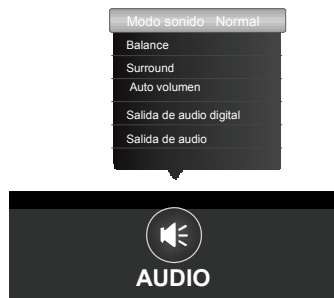 Modo sonido Normal
Balance
Surround
Auto volumen
Salida de audio digital
Salida de audio
AUDIO